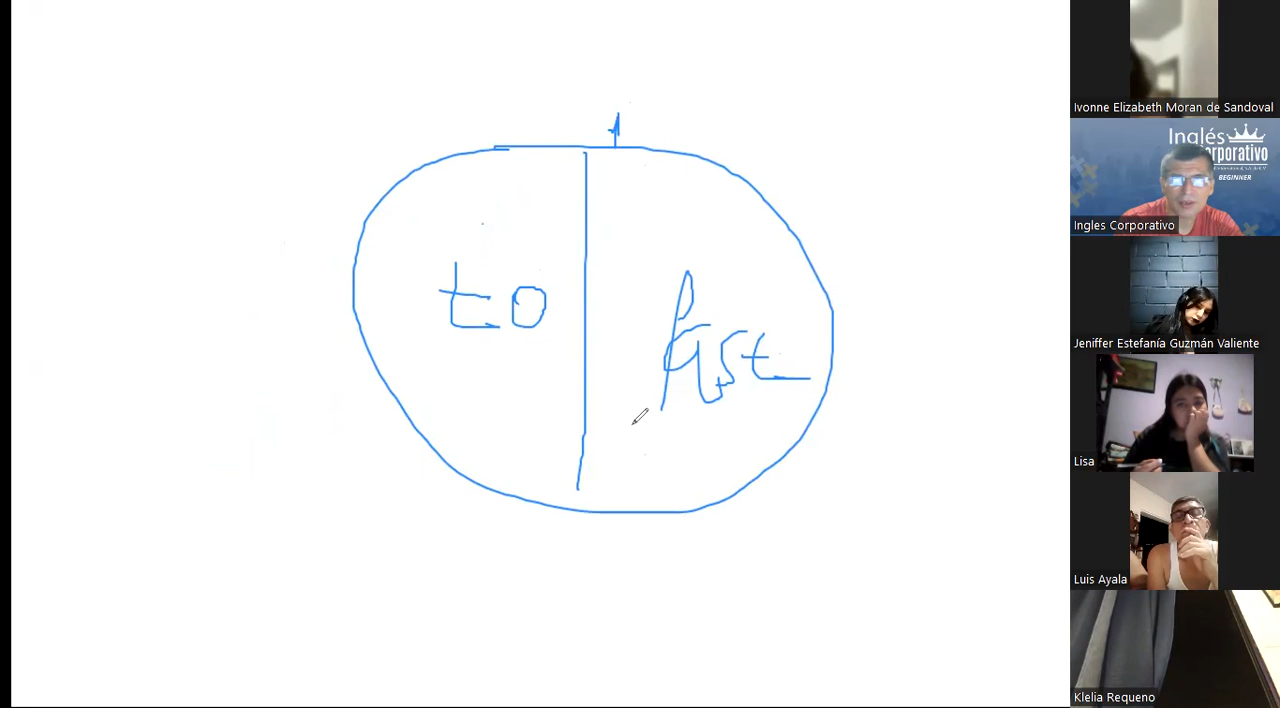 to
past
Ivonne Elizabeth Moran de Sandoval
Inglés
Corporativo
BEGINNER
Ingles Corporativo
Jeniffer Estefanía Guzmán Valiente
Lisa
Luis Ayala
Klelia Requeno